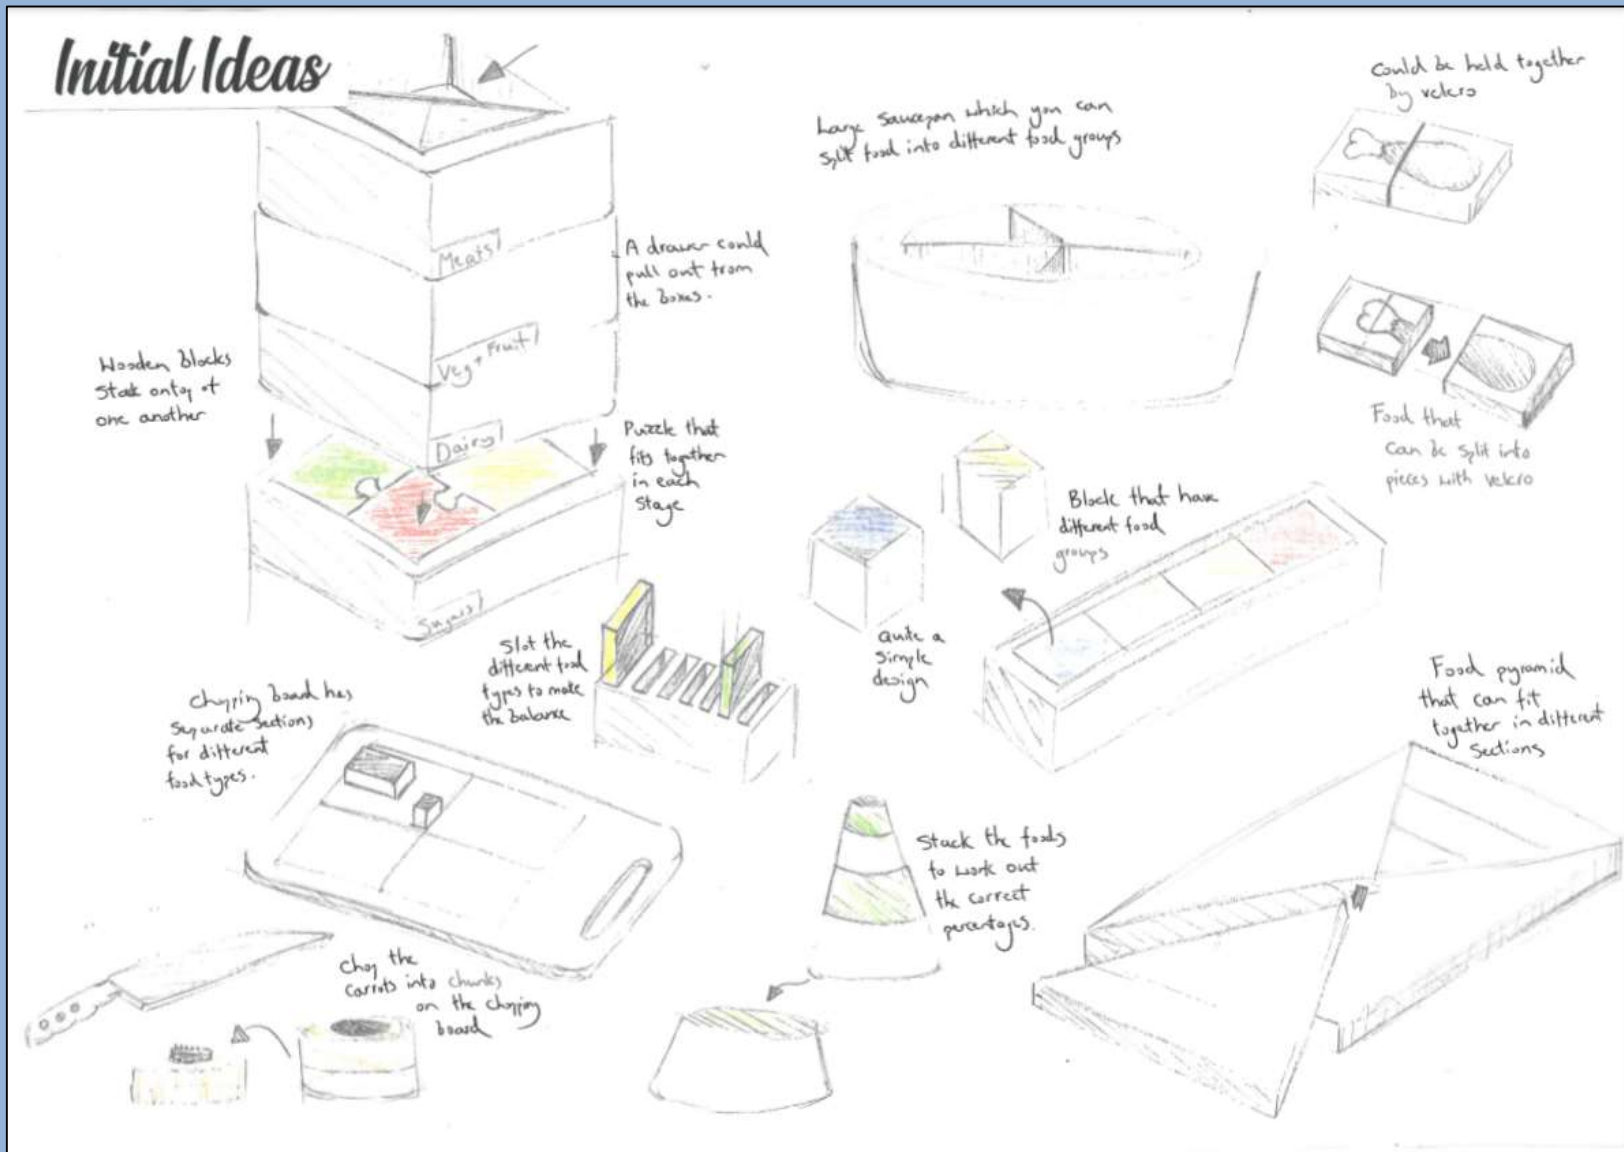 Initial Ideas
Could be held together
by velcro
Large Saucepan which you can
Split food into different food groups
A drawer could
pull out from
the boxes.
Meats
Veg + Fruit
Dairy
Sugars
Wooden Blocks
Stack ontop of
one another
Puzzle that
fits together
in each
Stage
Food that
can be split into
pieces with velcro
Block that have
different food
groups
Quite a
Simple
design
Slot the
different food
types to make
the balance
Chopping board has
Separate Sections
for different
food types.
Food pyramid
that can fit
together in different
Sections
Stack the foods
to work out
the correct
percentages.
Chop the
Carrots into chunks
on the chopping
board